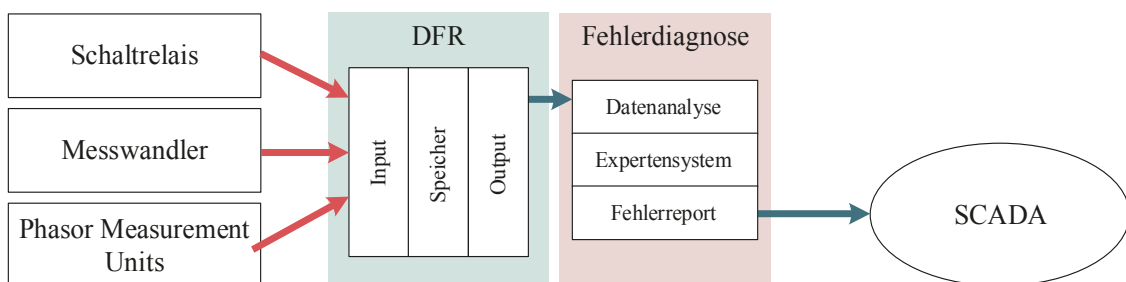 Schaltrelais
Messwandler
Phasor Measurement
Units
DFR
Input
Speicher
Output
Fehlerdiagnose
Datenanalyse
Expertensystem
Fehlerreport
SCADA